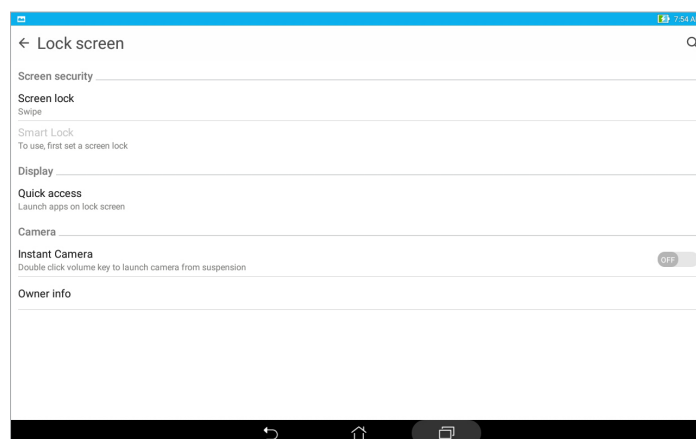 7:54 A
Lock screen
Screen security
Screen lock
Swipe
Smart Lock
To use, first set a screen lock
Display
Quick access
Launch apps on lock screen
Camera
Instant Camera
Double click volume key to launch camera from suspension
OFF
Owner info